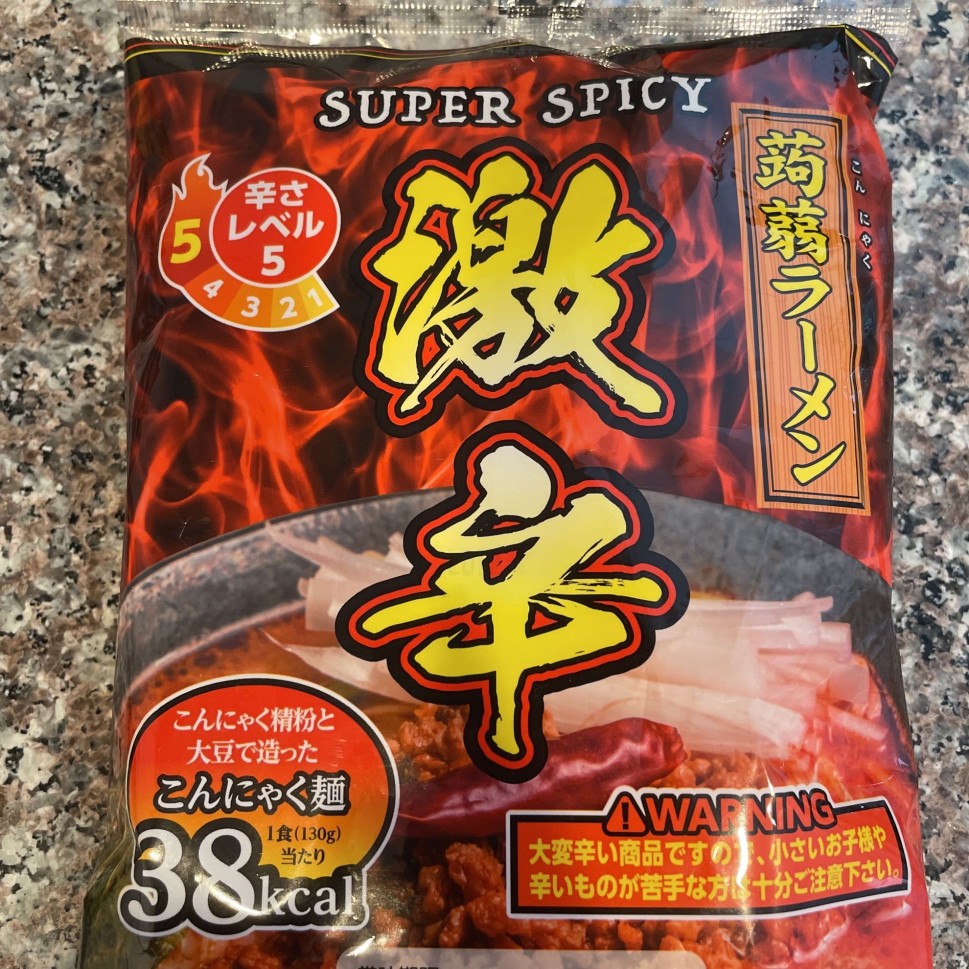 SUPER SPICY
激辛
蒟蒻ラーメン
こんにゃく
辛さ
レベル
5
5
4
3
2
1
こんにゃく精粉と
大豆で造った
こんにゃく麺
1食(130g)
当たり
38kcal
WARNING
大変辛い商品ですので、小さいお子様や
辛いものが苦手な方は十分ご注意下さい。